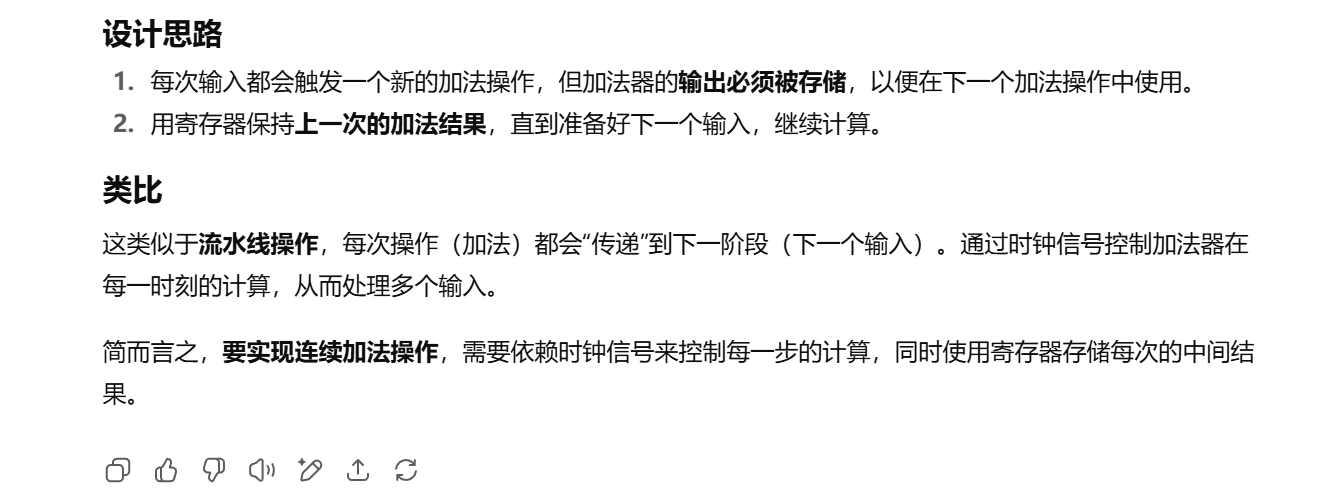 设计思路
1. 每次输入都会触发一个新的加法操作，但加法器的输出必须被存储，以便在下一个加法操作中使用。
2. 用寄存器保持上一次的加法结果，直到准备好下一个输入，继续计算。
类比
这类似于流水线操作，每次操作（加法）都会“传递”到下一阶段（下一个输入）。通过时钟信号控制加法器在
每一时刻的计算，从而处理多个输入。
简而言之，要实现连续加法操作，需要依赖时钟信号来控制每一步的计算，同时使用寄存器存储每次的中间结
果。